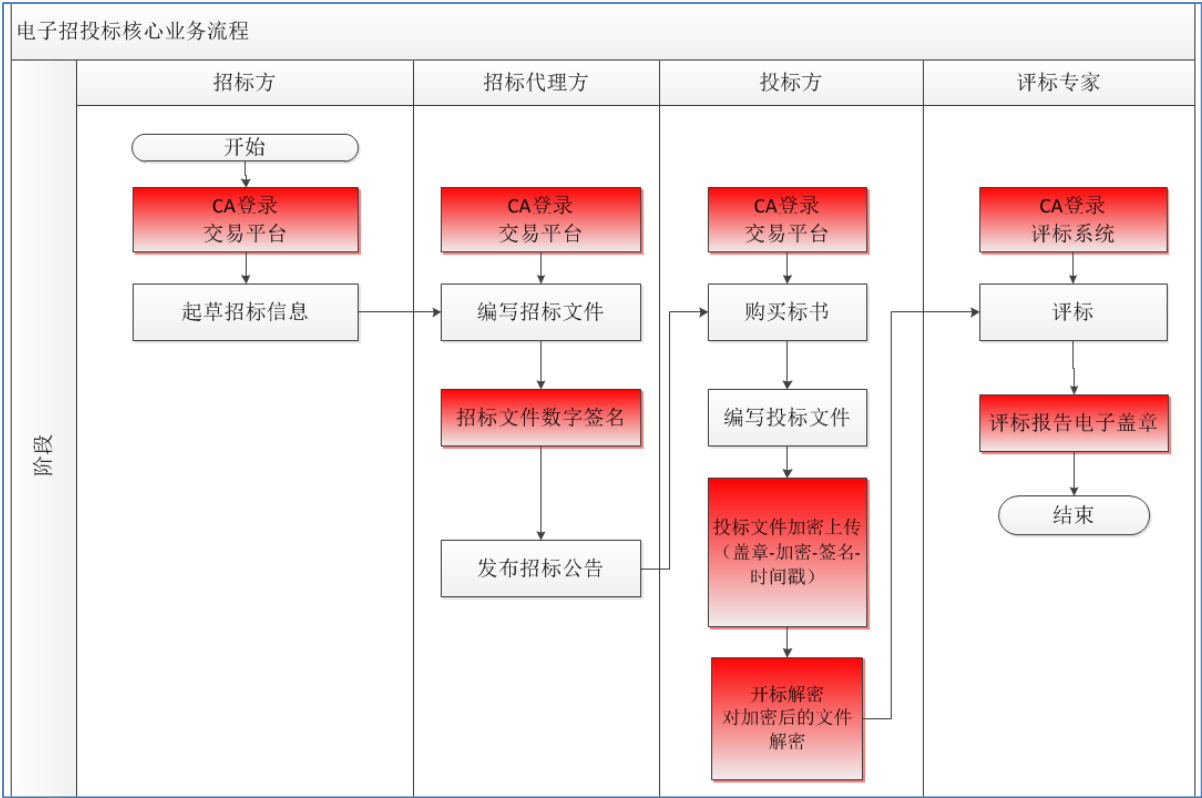 电子招投标核心业务流程
阶段
招标方
招标代理方
投标方
评标专家
开始
CA登录
交易平台
起草招标信息
CA登录
交易平台
编写招标文件
招标文件数字签名
发布招标公告
CA登录
交易平台
购买标书
编写投标文件
投标文件加密上传
（盖章-加密-签名-
时间戳）
开标解密
对加密后的文件
解密
CA登录
评标系统
评标
评标报告电子盖章
结束